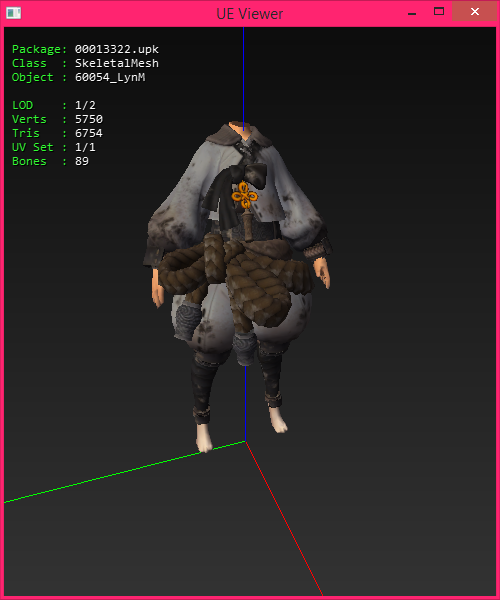 UE Viewer
Package: 00013322.upk
Class : SkeletalMesh
Object : 60054_LynM
LOD : 1/2
Verts : 5750
Tris : 6754
UV Set : 1/1
Bones : 89